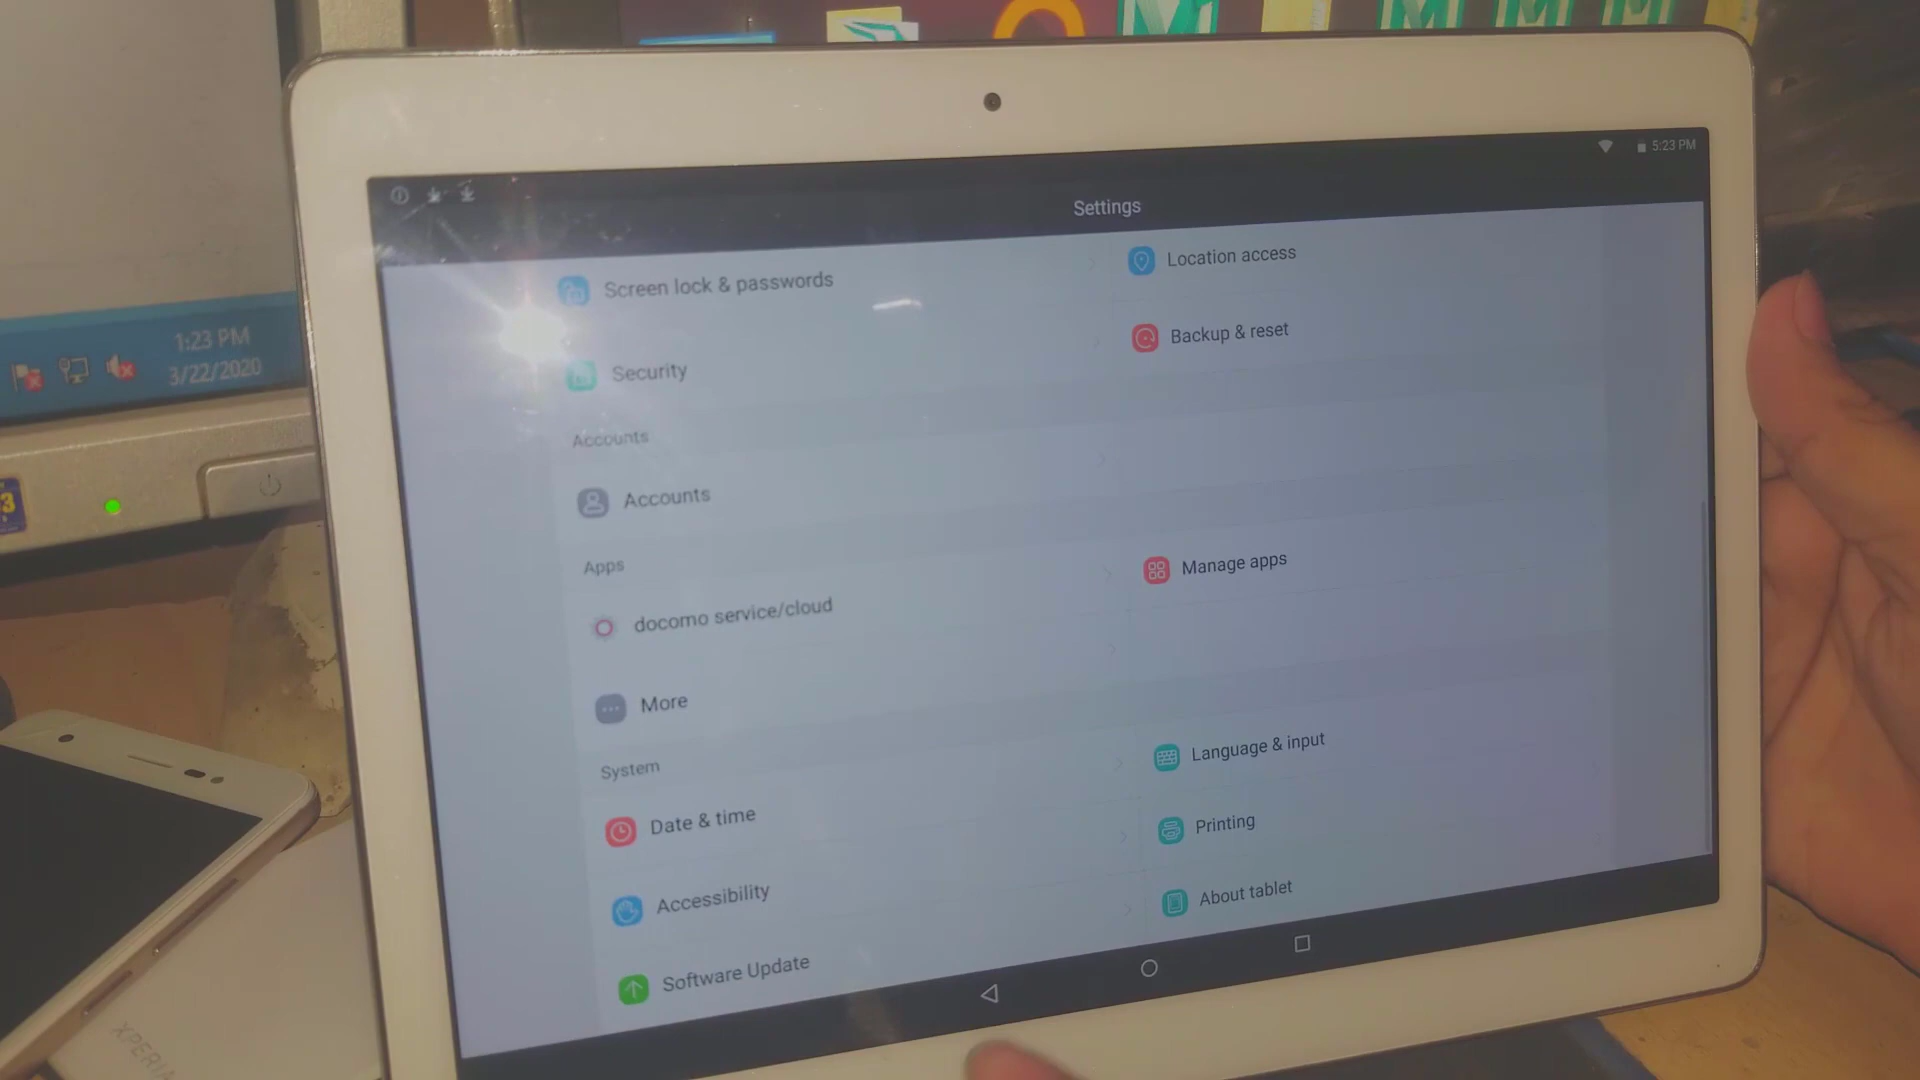 5:23 PM
Settings
Screen lock & passwords
Location access
Security
Backup & reset
Accounts
Accounts
Apps
docomo service/cloud
Manage apps
More
System
Date & time
Language & input
Accessibility
Printing
Software Update
About tablet
1:23 PM
3/22/2020
3
XPERIA
M
M
M
M